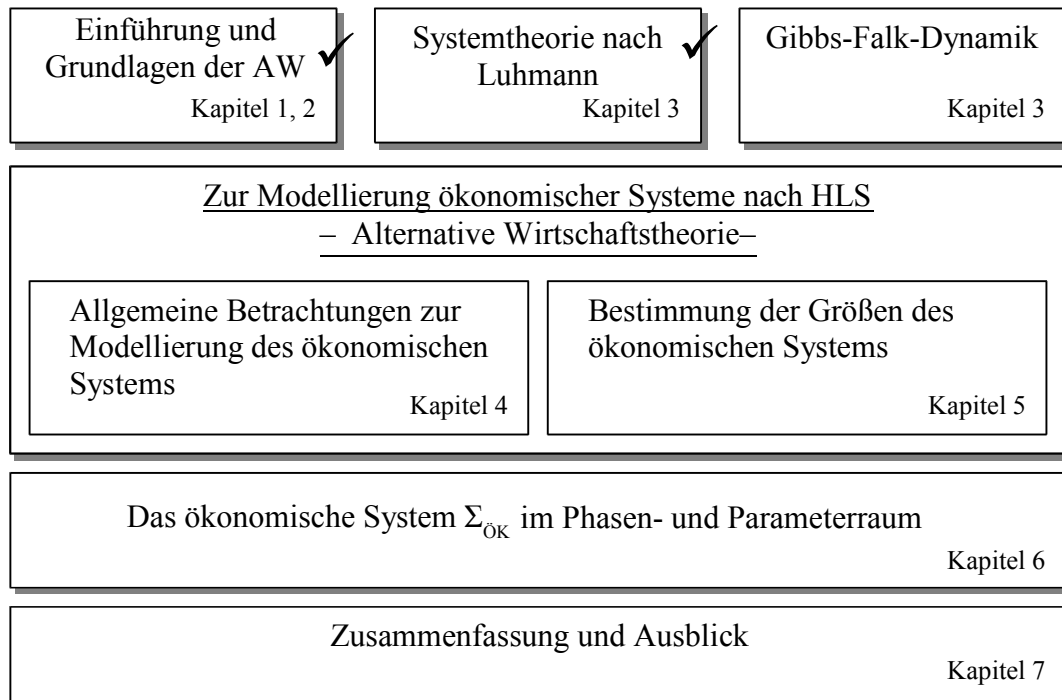 Einführung und
Grundlagen der AW ✓
Kapitel 1, 2
Systemtheorie nach ✓
Luhmann
Kapitel 3
Gibbs-Falk-Dynamik
Kapitel 3
Zur Modellierung ökonomischer Systeme nach HLS
– Alternative Wirtschaftstheorie–
Allgemeine Betrachtungen zur
Modellierung des ökonomischen
Systems
Kapitel 4
Bestimmung der Größen des
ökonomischen Systems
Kapitel 5
Das ökonomische System Σ_ÖK im Phasen- und Parameterraum
Kapitel 6
Zusammenfassung und Ausblick
Kapitel 7